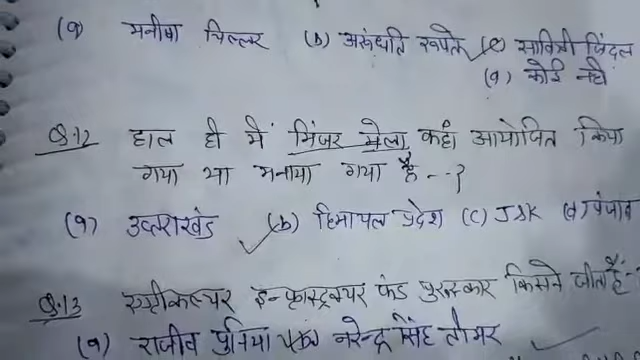 (a) मनीषा चिल्लर (b) अरुंधति रूपेले (c) सावित्री जिंदल
(d) कोई नही
Q.12 हाल ही में मिंजर मेला कहाँ आयोजित किया
गया या मनाया गया है --?
(a) उत्तराखंड (b) हिमाचल प्रदेश (c) J&K (d) पंजाब
Q.13 एग्रीकल्चर इन्फ्रास्ट्रक्चर फंड पुरस्कार किसने जीता है -
(a) राजीव पुनिया (b) नरेन्द्र सिंह तोमर